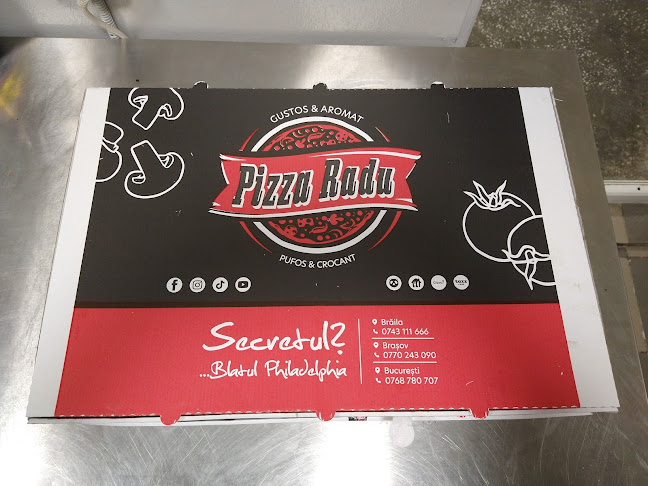 GUSTOS & AROMAT
Pizza Radu
PUFOS & CROCANT
Secretul?
...Blatul Philadelphia
Brăila
0743 111 666
Brașov
0770 243 090
București
0768 780 707